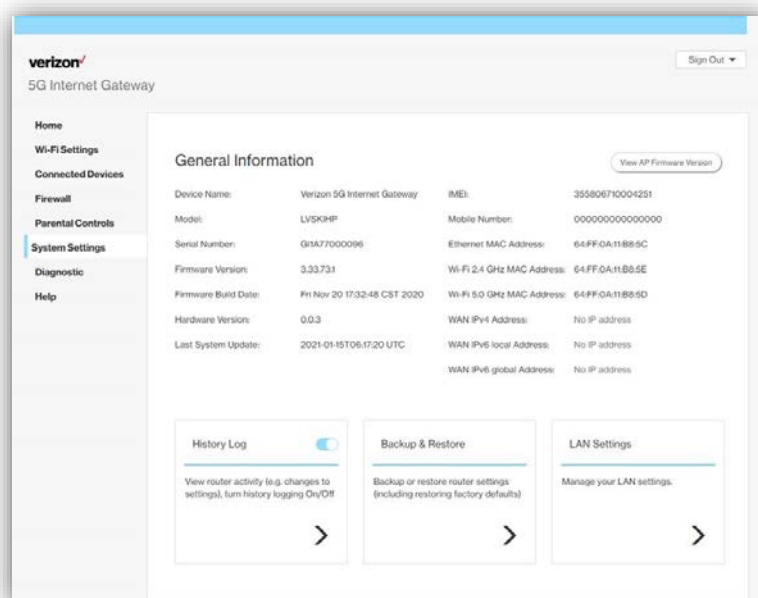 verizon
Sign Out
5G Internet Gateway
Home
Wi-Fi Settings
Connected Devices
Firewall
Parental Controls
System Settings
Diagnostic
Help
General Information
View AP Firmware Version
Device Name: Verizon 5G Internet Gateway IMEI: 355806710004251
Model: LVSKIHP Mobile Number: 000000000000000
Serial Number: GI1A77000096 Ethernet MAC Address: 64:FF:0A:11:B8:5C
Firmware Version: 3.33.73.1 Wi-Fi 2.4 GHz MAC Address: 64:FF:0A:11:B8:5E
Firmware Build Date: Fri Nov 20 17:32:48 CST 2020 Wi-Fi 5.0 GHz MAC Address: 64:FF:0A:11:B8:5D
Hardware Version: 0.0.3 WAN IPv4 Address: No IP address
Last System Update: 2021-01-15T06:17:20 UTC WAN IPv6 local Address: No IP address
WAN IPv6 global Address: No IP address
History Log
View router activity (e.g. changes to
settings), turn history logging On/Off
Backup & Restore
Backup or restore router settings
(including restoring factory defaults)
LAN Settings
Manage your LAN settings.